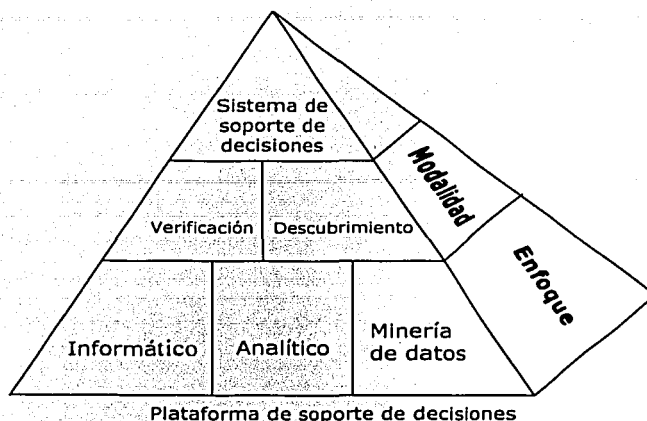 Sistema de
soporte de
decisiones
Modalidad
Verificación
Descubrimiento
Enfoque
Informático
Analítico
Minería
de datos
Plataforma de soporte de decisiones